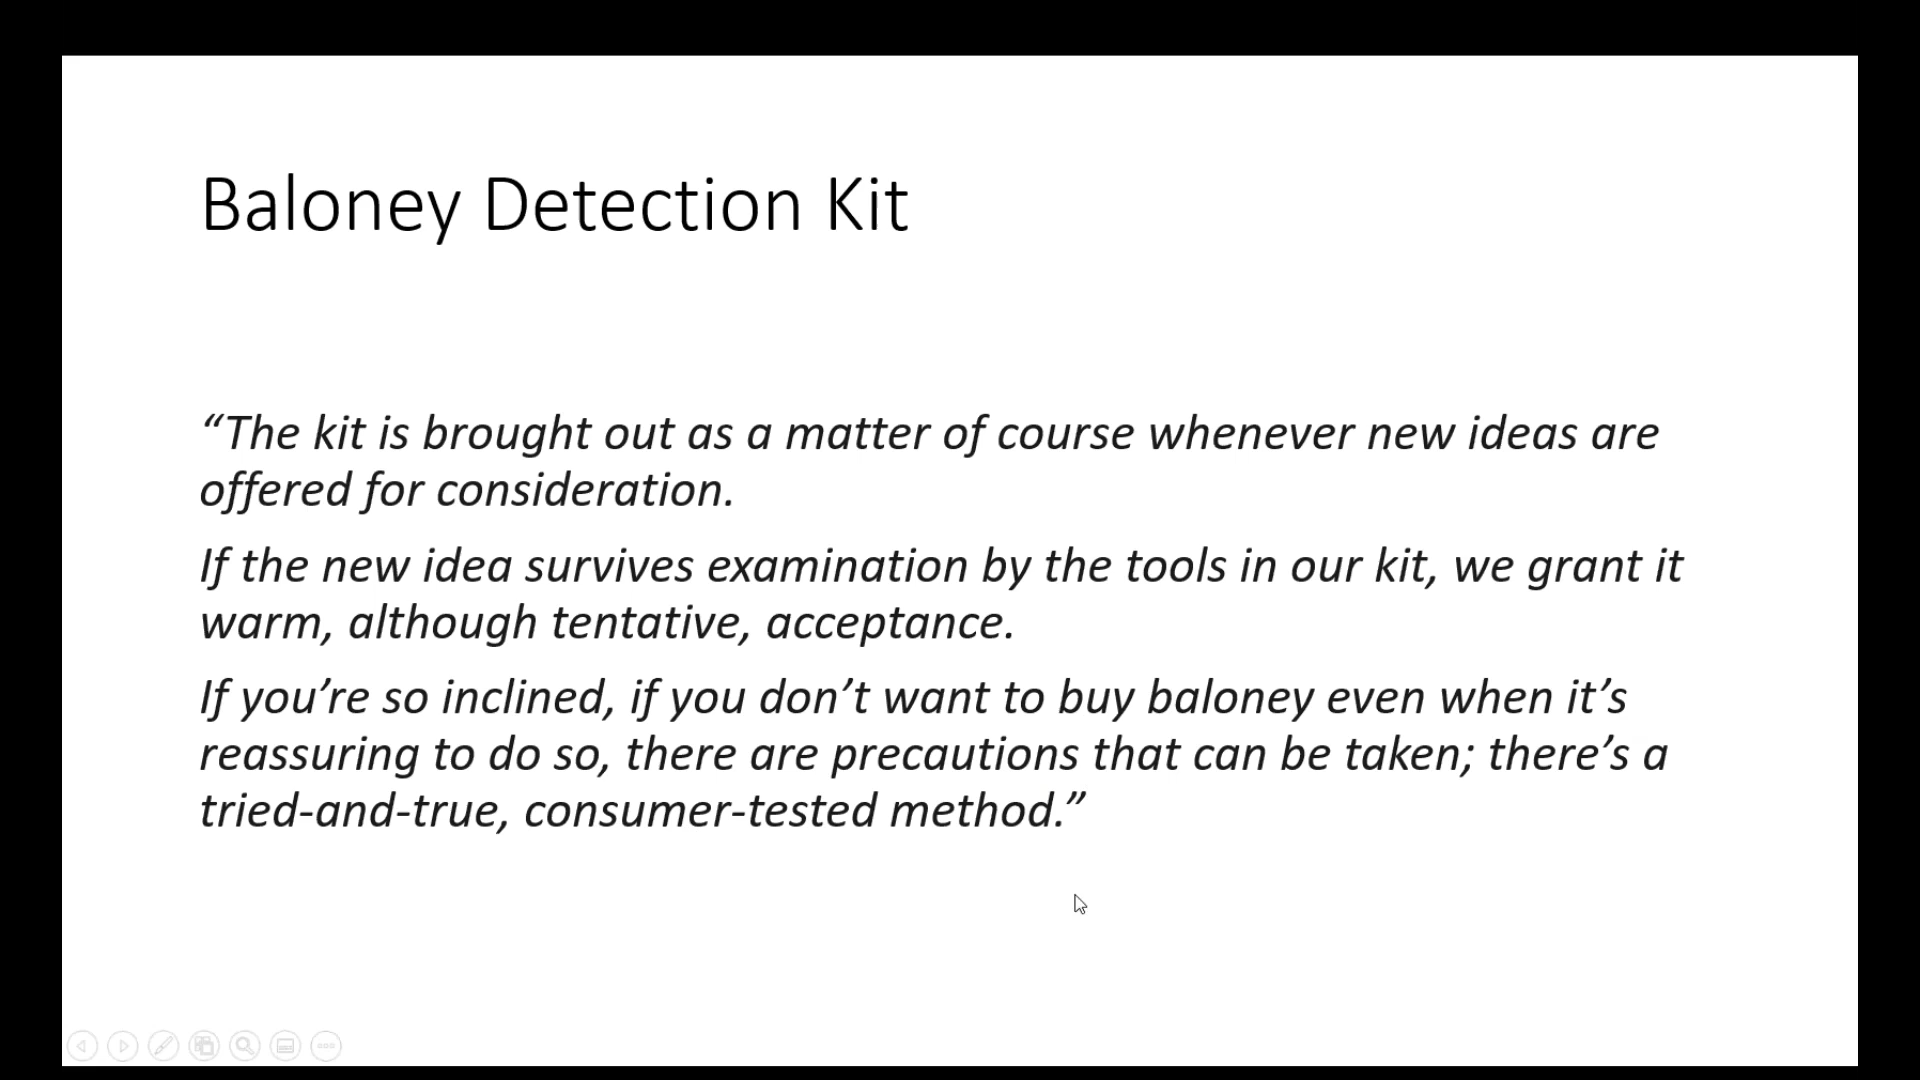 Baloney Detection Kit
“The kit is brought out as a matter of course whenever new ideas are
offered for consideration.
If the new idea survives examination by the tools in our kit, we grant it
warm, although tentative, acceptance.
If you’re so inclined, if you don’t want to buy baloney even when it’s
reassuring to do so, there are precautions that can be taken; there’s a
tried-and-true, consumer-tested method.”